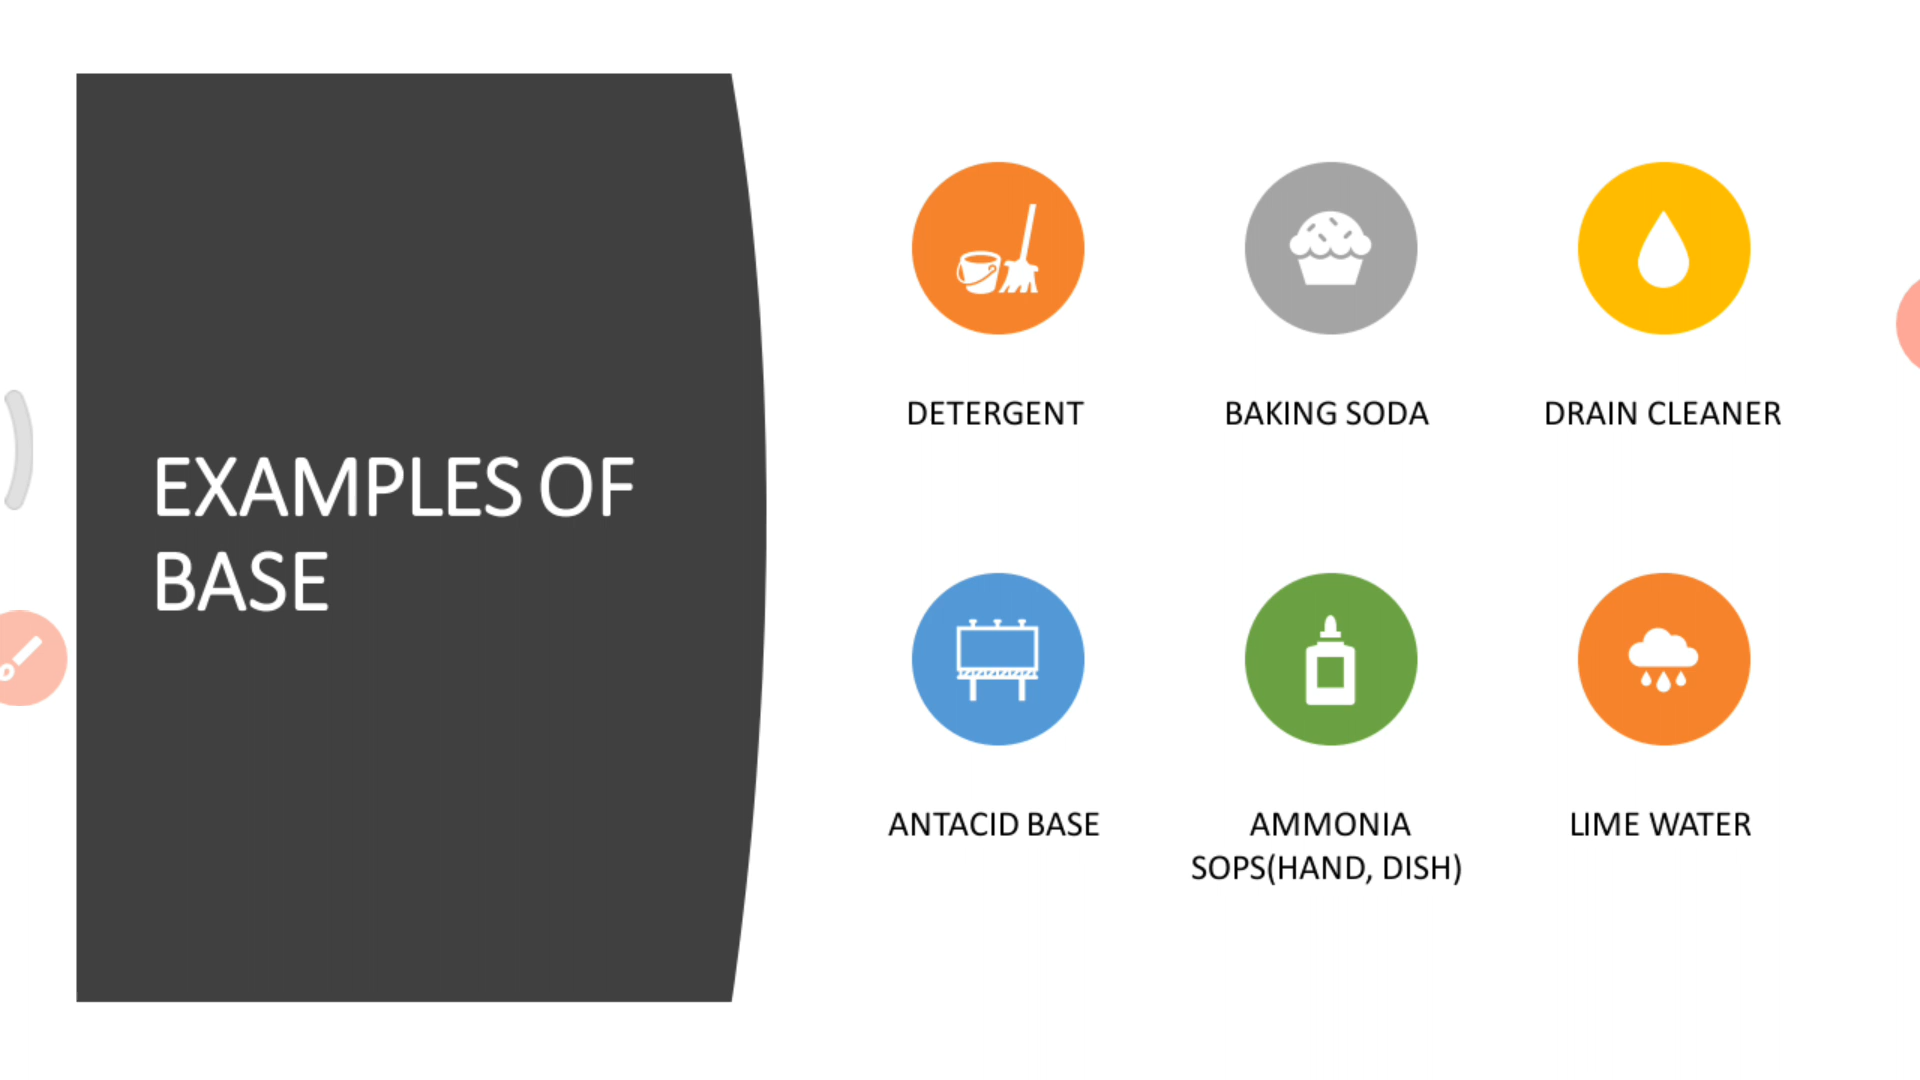 EXAMPLES OF
BASE
DETERGENT
BAKING SODA
DRAIN CLEANER
ANTACID BASE
AMMONIA
SOPS(HAND, DISH)
LIME WATER